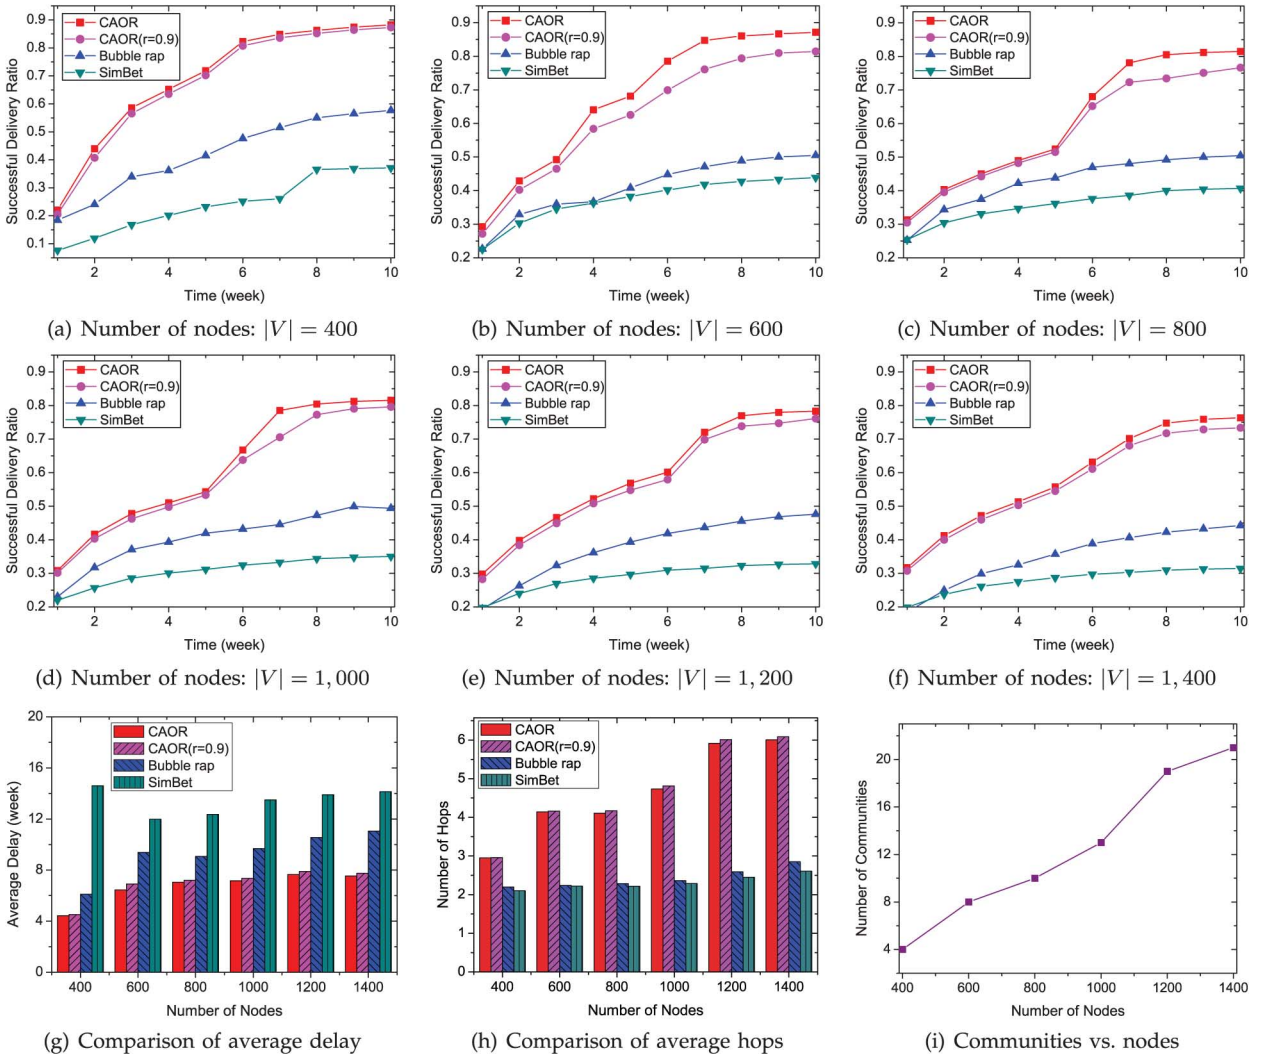 0.9
0.8
0.7
0.6
0.5
0.4
0.3
0.2
0.1
Successful Delivery Ratio
CAOR
CAOR(r=0.9)
Bubble rap
SimBet
2 4 6 8 10
Time (week)
(a) Number of nodes: |V| = 400
0.9
0.8
0.7
0.6
0.5
0.4
0.3
0.2
Successful Delivery Ratio
CAOR
CAOR(r=0.9)
Bubble rap
SimBet
2 4 6 8 10
Time (week)
(b) Number of nodes: |V| = 600
0.9
0.8
0.7
0.6
0.5
0.4
0.3
0.2
Successful Delivery Ratio
CAOR
CAOR(r=0.9)
Bubble rap
SimBet
2 4 6 8 10
Time (week)
(c) Number of nodes: |V| = 800
0.9
0.8
0.7
0.6
0.5
0.4
0.3
0.2
Successful Delivery Ratio
CAOR
CAOR(r=0.9)
Bubble rap
SimBet
2 4 6 8 10
Time (week)
(d) Number of nodes: |V| = 1, 000
0.9
0.8
0.7
0.6
0.5
0.4
0.3
0.2
Successful Delivery Ratio
CAOR
CAOR(r=0.9)
Bubble rap
SimBet
2 4 6 8 10
Time (week)
(e) Number of nodes: |V| = 1, 200
0.9
0.8
0.7
0.6
0.5
0.4
0.3
0.2
Successful Delivery Ratio
CAOR
CAOR(r=0.9)
Bubble rap
SimBet
2 4 6 8 10
Time (week)
(f) Number of nodes: |V| = 1, 400
20
16
12
8
4
0
Average Delay (week)
CAOR
CAOR(r=0.9)
Bubble rap
SimBet
400 600 800 1000 1200 1400
Number of Nodes
(g) Comparison of average delay
6
5
4
3
2
1
0
Number of Hops
CAOR
CAOR(r=0.9)
Bubble rap
SimBet
400 600 800 1000 1200 1400
Number of Nodes
(h) Comparison of average hops
20
16
12
8
4
Number of Communities
400 600 800 1000 1200 1400
Number of Nodes
(i) Communities vs. nodes